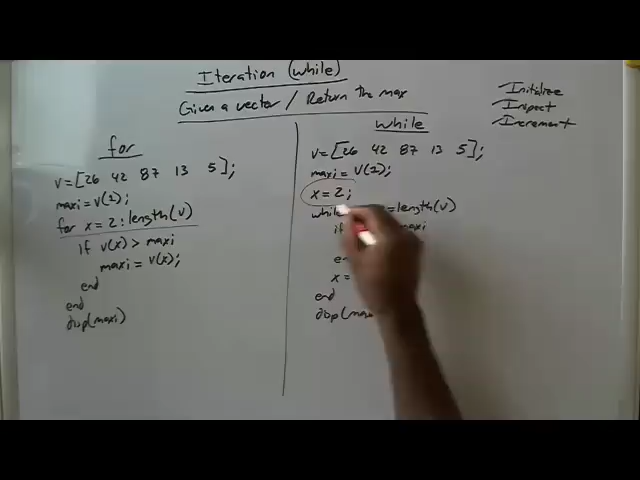 Iteration (while)
Given a vector / Return the max
Initialize
Inspect
Increment
for
v=[26 42 87 13 5];
maxi=v(1);
for x=2:length(v)
if v(x) > maxi
maxi = v(x);
end
end
disp(maxi)
while
v=[26 42 87 13 5];
maxi = v(1);
x=2;
=length(v)
if maxi
x=
end